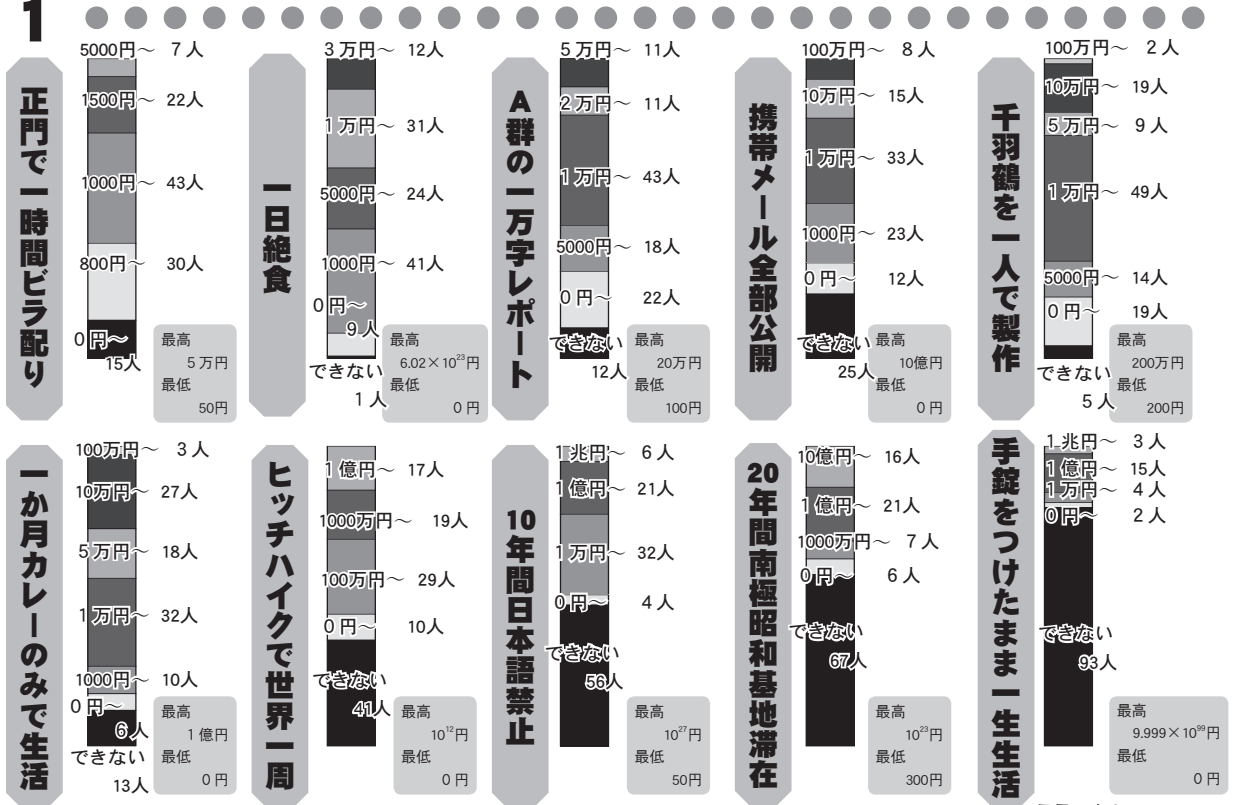 1
正門で一時間ビラ配り
5000円〜 7人
1500円〜 22人
1000円〜 43人
800円〜 30人
0円〜
15人
最高
5万円
最低
50円
一日絶食
3万円〜 12人
1万円〜 31人
5000円〜 24人
1000円〜 41人
0円〜
9人
できない
1人
最高
6.02×10²³円
最低
0円
A群の一万字レポート
5万円〜 11人
2万円〜 11人
1万円〜 43人
5000円〜 18人
0円〜 22人
できない
12人
最高
20万円
最低
100円
携帯メール全部公開
100万円〜 8人
10万円〜 15人
1万円〜 33人
1000円〜 23人
0円〜 12人
できない
25人
最高
10億円
最低
0円
千羽鶴を一人で製作
100万円〜 2人
10万円〜 19人
5万円〜 9人
1万円〜 49人
5000円〜 14人
0円〜 19人
できない
5人
最高
200万円
最低
200円
一か月カレーのみで生活
100万円〜 3人
10万円〜 27人
5万円〜 18人
1万円〜 32人
1000円〜 10人
0円〜
6人
できない
13人
最高
1億円
最低
0円
ヒッチハイクで世界一周
1億円〜 17人
1000万円〜 19人
100万円〜 29人
0円〜 10人
できない
41人
最高
10¹²円
最低
0円
10年間日本語禁止
1兆円〜 6人
1億円〜 21人
1万円〜 32人
0円〜 4人
できない
56人
最高
10²⁷円
最低
50円
20年間南極昭和基地滞在
10億円〜 16人
1億円〜 21人
1000万円〜 7人
0円〜 6人
できない
67人
最高
10²³円
最低
300円
手錠をつけたまま一生生活
1兆円〜 3人
1億円〜 15人
1万円〜 4人
0円〜 2人
できない
93人
最高
9.999×10⁹⁹円
最低
0円